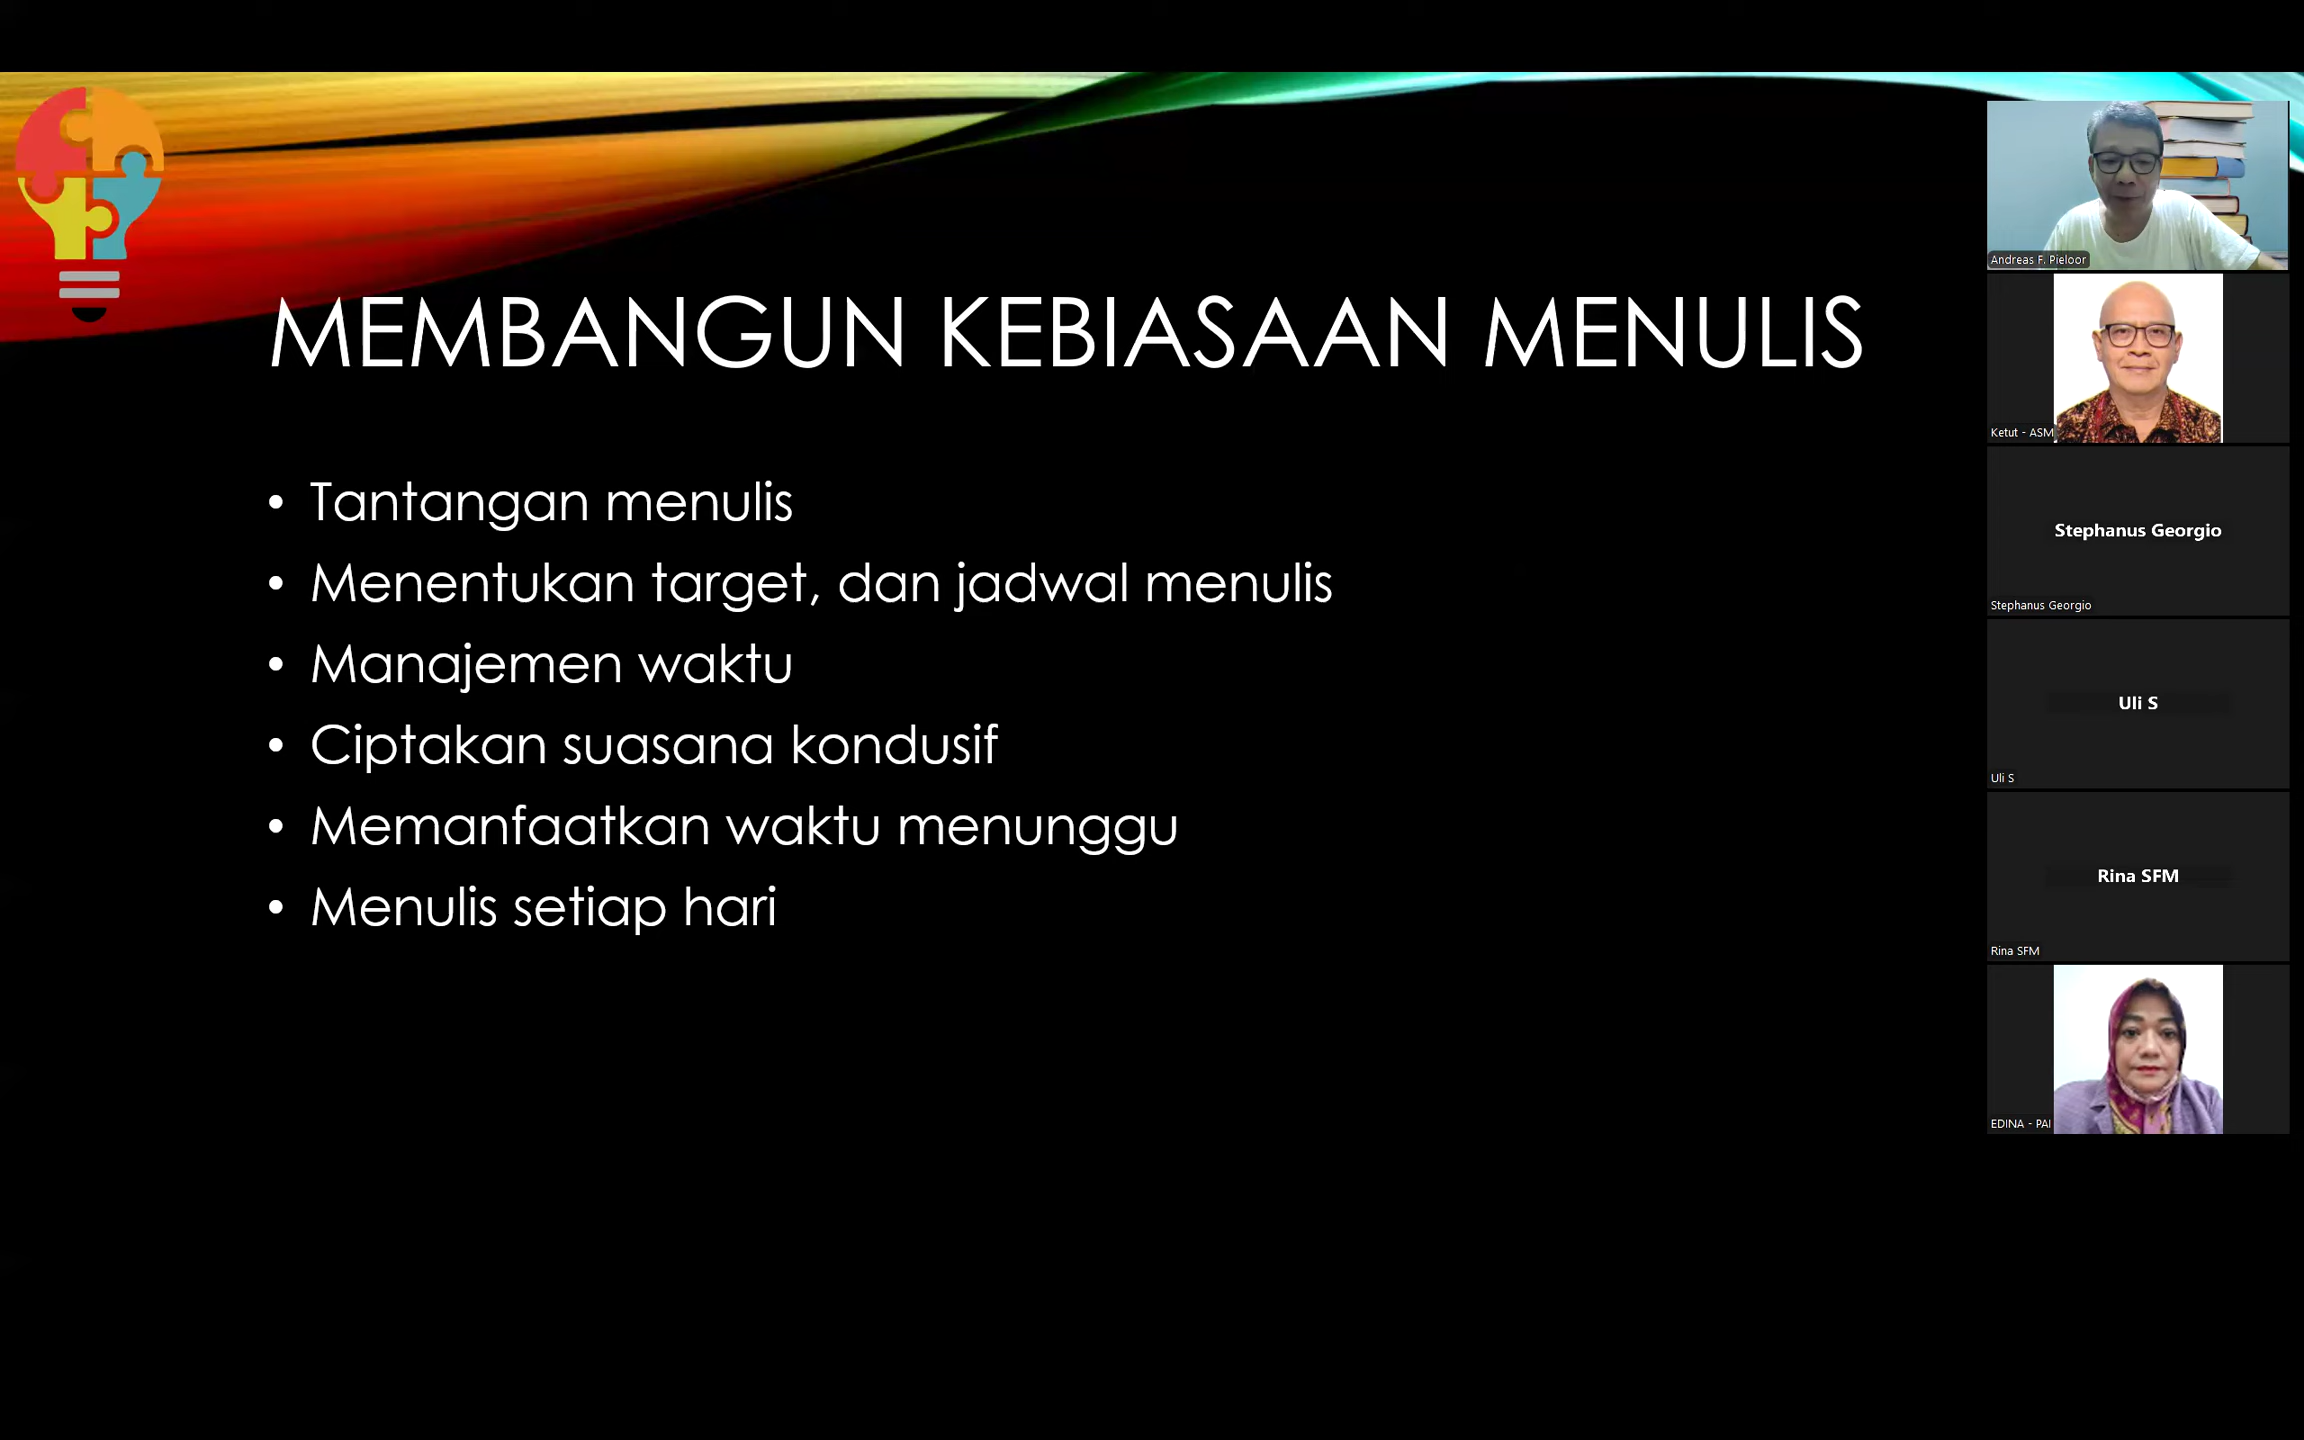 MEMBANGUN KEBIASAAN MENULIS
• Tantangan menulis
• Menentukan target, dan jadwal menulis
• Manajemen waktu
• Ciptakan suasana kondusif
• Memanfaatkan waktu menunggu
• Menulis setiap hari
Andreas F. Pieloor
Ketut - ASM
Stephanus Georgio
Stephanus Georgio
Uli S
Uli S
Rina SFM
Rina SFM
EDINA - PAI